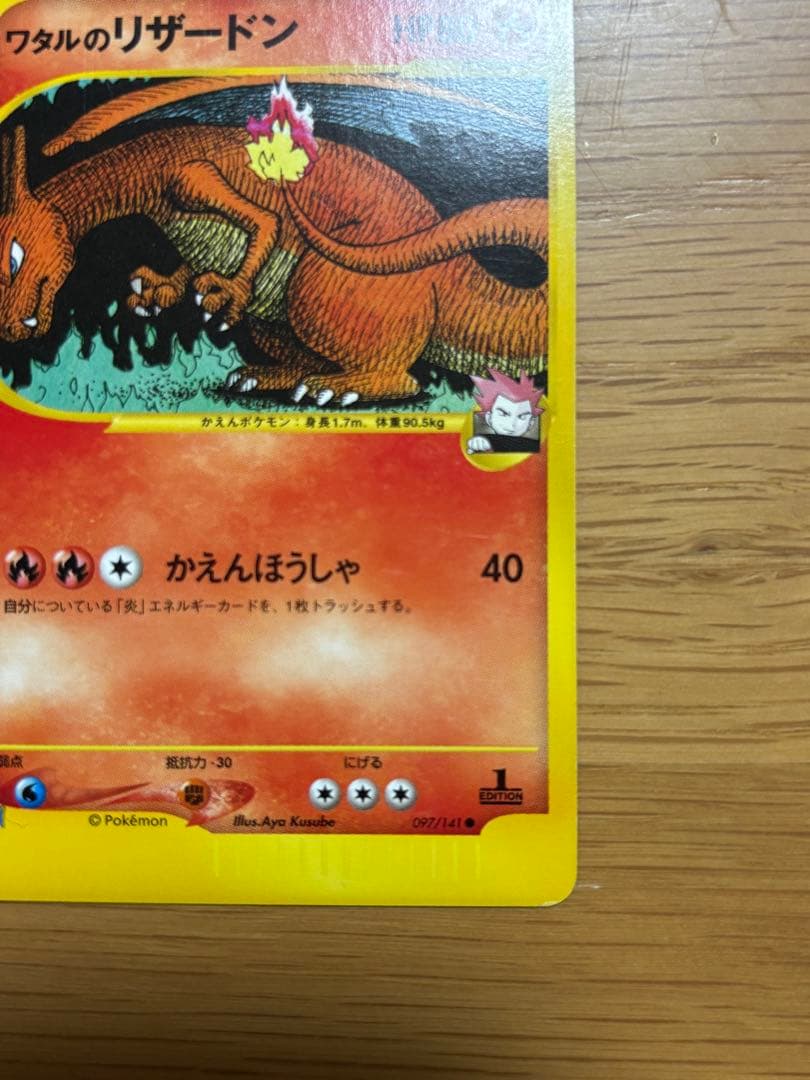 ワタルのリザードン
かえんポケモン：身長1.7m、体重90.5kg
かえんほうしゃ 40
自分についている「炎」エネルギーカードを、1枚トラッシュする。
弱点 抵抗力 -30 にげる
1
EDITION
© Pokémon Illus. Aya Kusube 097/141 ●